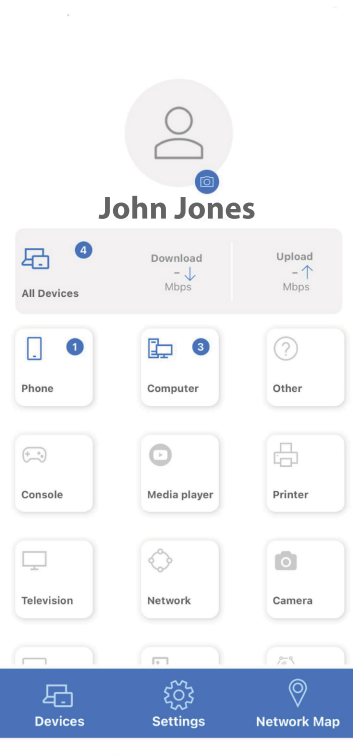 John Jones
4
Download
Upload
-
-
Mbps
Mbps
All Devices
1
3
?
Phone
Computer
Other
Console
Media player
Printer
Television
Network
Camera
Devices
Settings
Network Map